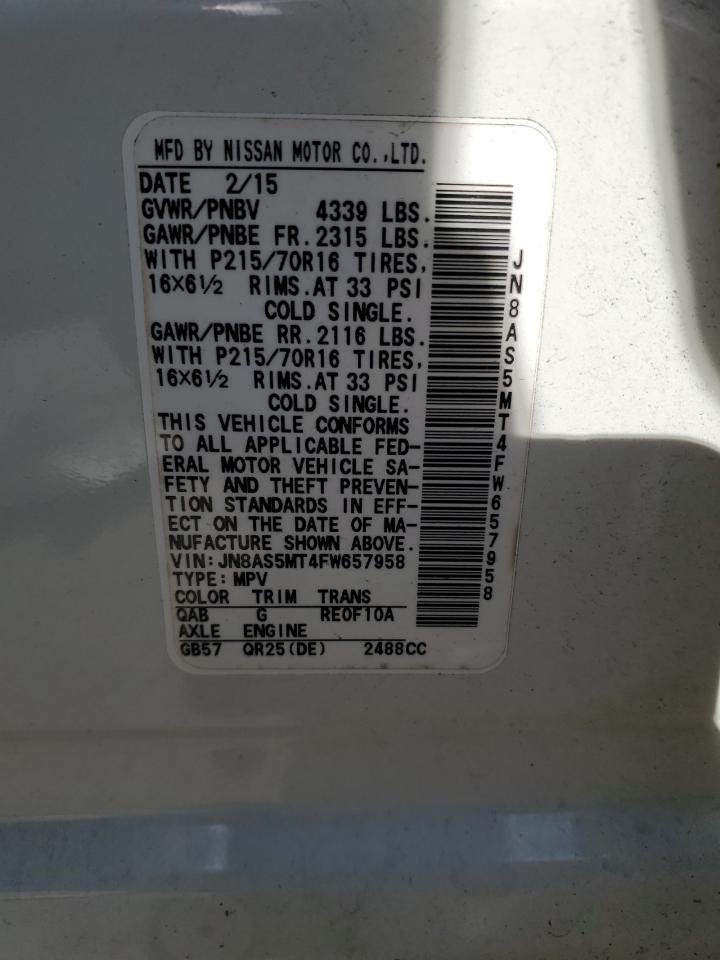 MFD BY NISSAN MOTOR CO.,LTD.
DATE 2/15
GVWR/PNBV 4339 LBS.
GAWR/PNBE FR.2315 LBS.
WITH P215/70R16 TIRES,
16X6½ RIMS.AT 33 PSI
COLD SINGLE.
GAWR/PNBE RR.2116 LBS.
WITH P215/70R16 TIRES,
16X6½ RIMS.AT 33 PSI
COLD SINGLE.
THIS VEHICLE CONFORMS
TO ALL APPLICABLE FED-
ERAL MOTOR VEHICLE SA-
FETY AND THEFT PREVEN-
TION STANDARDS IN EFF-
ECT ON THE DATE OF MA-
NUFACTURE SHOWN ABOVE.
VIN:JN8AS5MT4FW657958
TYPE:MPV
COLOR TRIM TRANS
QAB G RE0F10A
AXLE ENGINE
GB57 QR25(DE) 2488CC
JN8AS5MT4FW657958